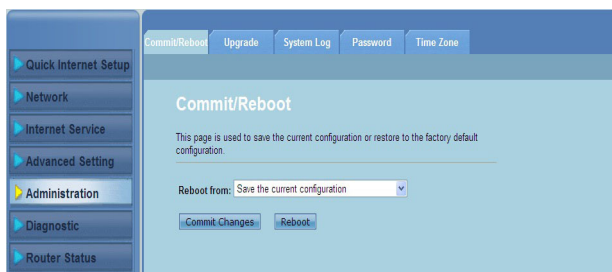 Commit/Reboot Upgrade System Log Password Time Zone
Quick Internet Setup
Network
Internet Service
Advanced Setting
Administration
Diagnostic
Router Status
Commit/Reboot
This page is used to save the current configuration or restore to the factory default
configuration.
Reboot from: Save the current configuration
Commit Changes Reboot